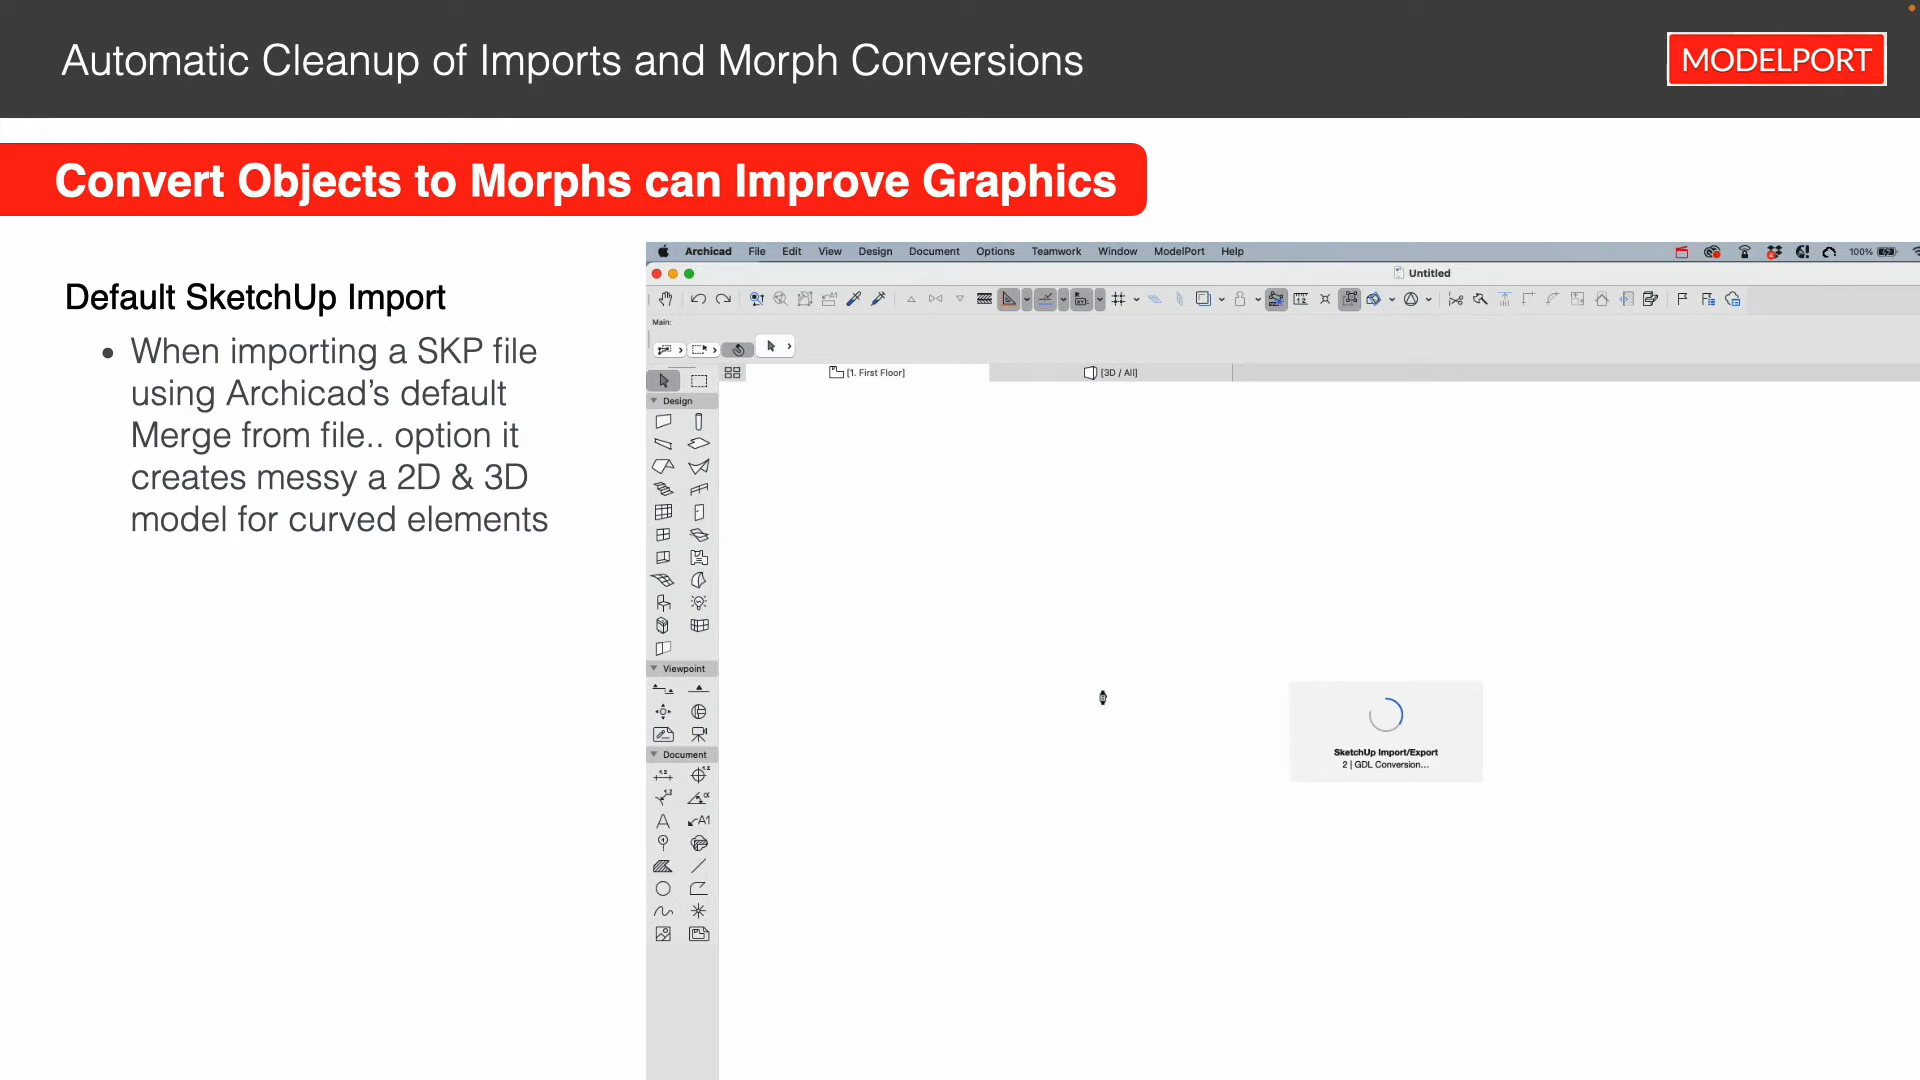 Automatic Cleanup of Imports and Morph Conversions
MODELPORT
Convert Objects to Morphs can Improve Graphics
Default SketchUp Import
• When importing a SKP file
using Archicad’s default
Merge from file.. option it
creates messy a 2D & 3D
model for curved elements
Archicad File Edit View Design Document Options Teamwork Window ModelPort Help
100%
Untitled
Main:
[1. First Floor]
[3D / All]
Design
Viewpoint
Document
A1
SketchUp Import/Export
2 | GDL Conversion...